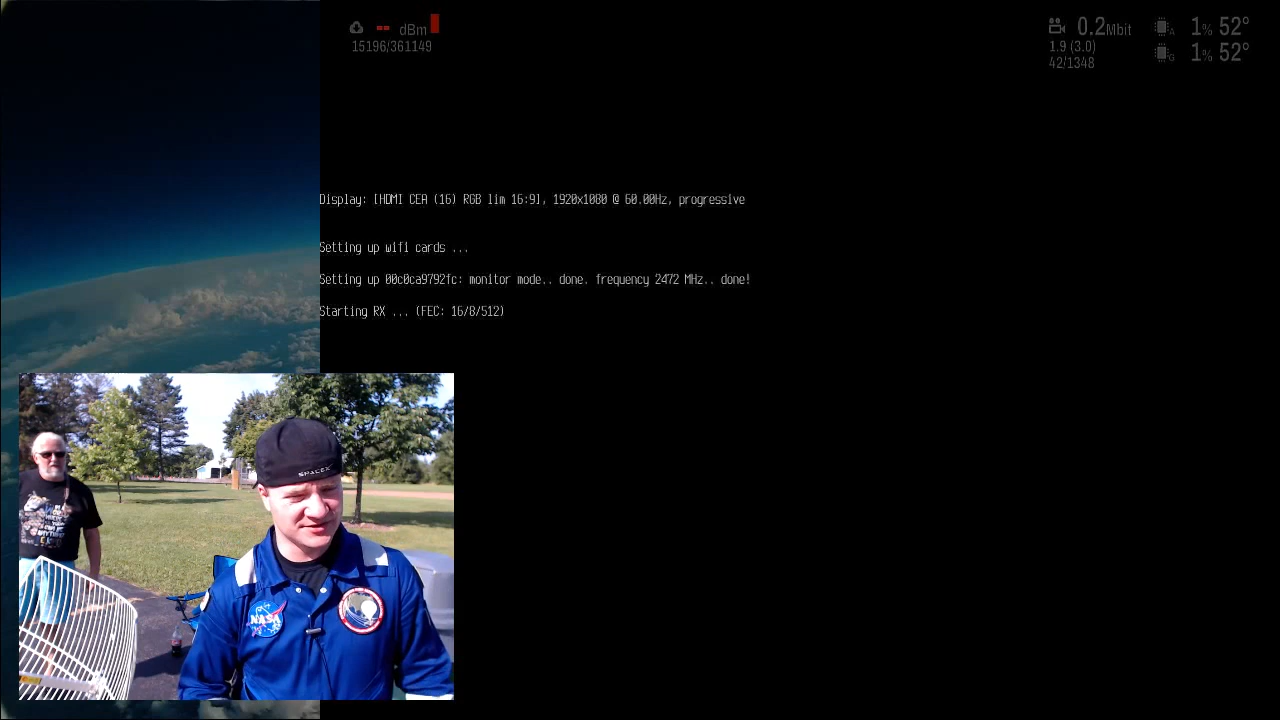 -- dBm
15196/361149
0.2Mbit
1.9 (3.0)
42/1348
A 1% 52°
G 1% 52°
Display: [HDMI CEA (16) RGB lim 16:9], 1920x1080 @ 60.00Hz, progressive
Setting up wifi cards ...
Setting up 00c0ca9792fc: monitor mode.. done. frequency 2472 MHz.. done!
Starting RX ... (FEC: 16/8/512)
SPACEX
NASA